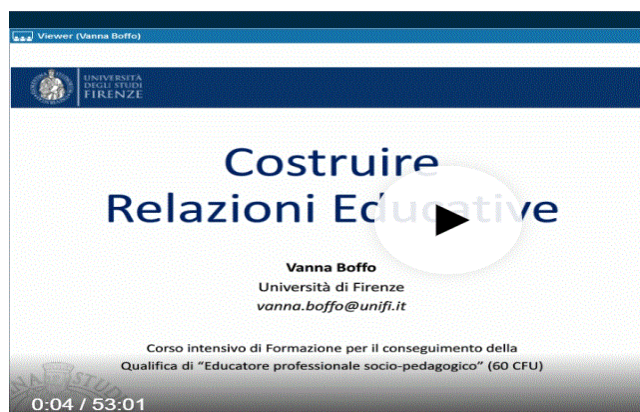 Viewer (Vanna Boffo)
UNIVERSITÀ
DEGLI STUDI
FIRENZE
Costruire
Relazioni Educative
Vanna Boffo
Università di Firenze
vanna.boffo@unifi.it
Corso intensivo di Formazione per il conseguimento della
Qualifica di “Educatore professionale socio-pedagogico” (60 CFU)
0:04 / 53:01